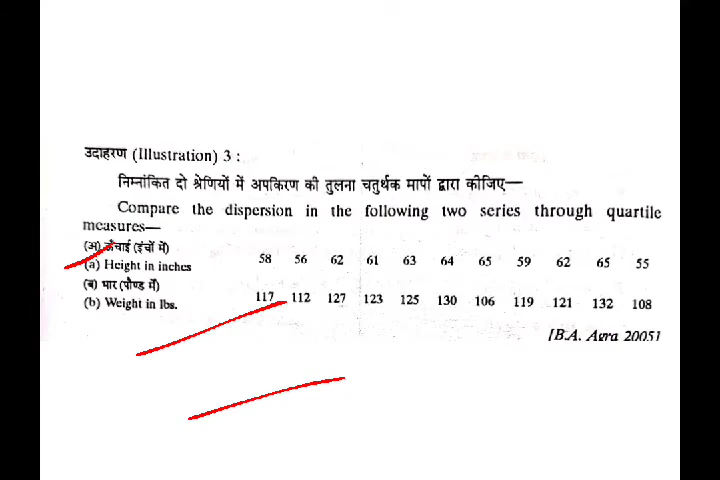 उदाहरण (Illustration) 3 :
निम्नांकित दो श्रेणियों में अपकिरण की तुलना चतुर्थक मापों द्वारा कीजिए—
Compare the dispersion in the following two series through quartile
measures—
(अ) ऊँचाई (इंचों में)
(a) Height in inches 58 56 62 61 63 64 65 59 62 65 55
(ब) भार (पौण्ड में)
(b) Weight in lbs. 117 112 127 123 125 130 106 119 121 132 108
[B.A. Agra 2005]